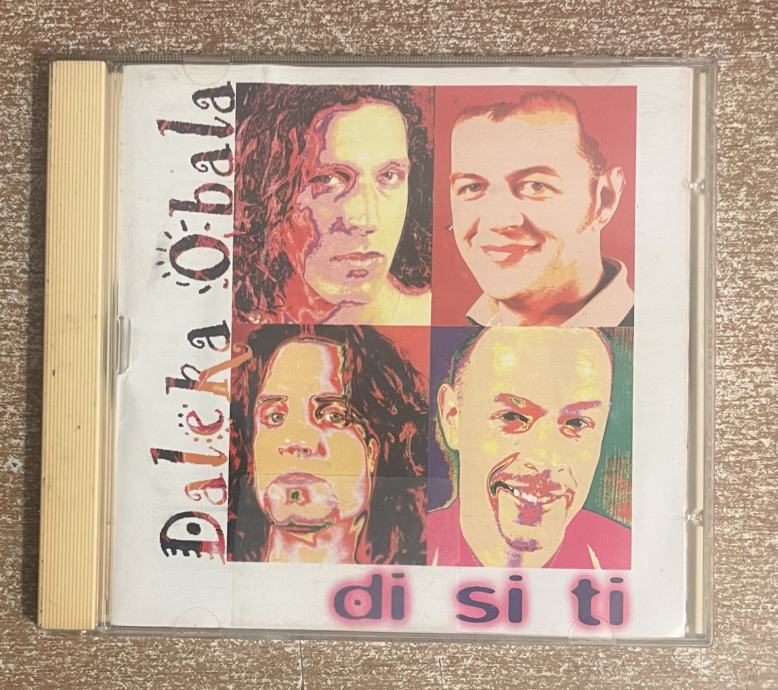 Daleka Obala
di si ti